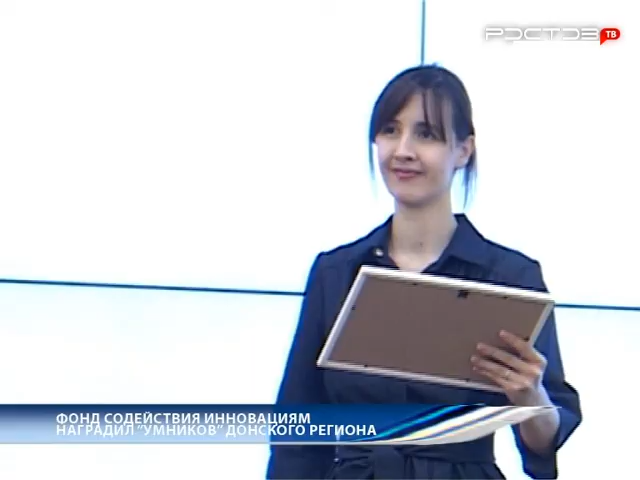 РОСТОВ ТВ
ФОНД СОДЕЙСТВИЯ ИННОВАЦИЯМ
НАГРАДИЛ "УМНИКОВ" ДОНСКОГО РЕГИОНА